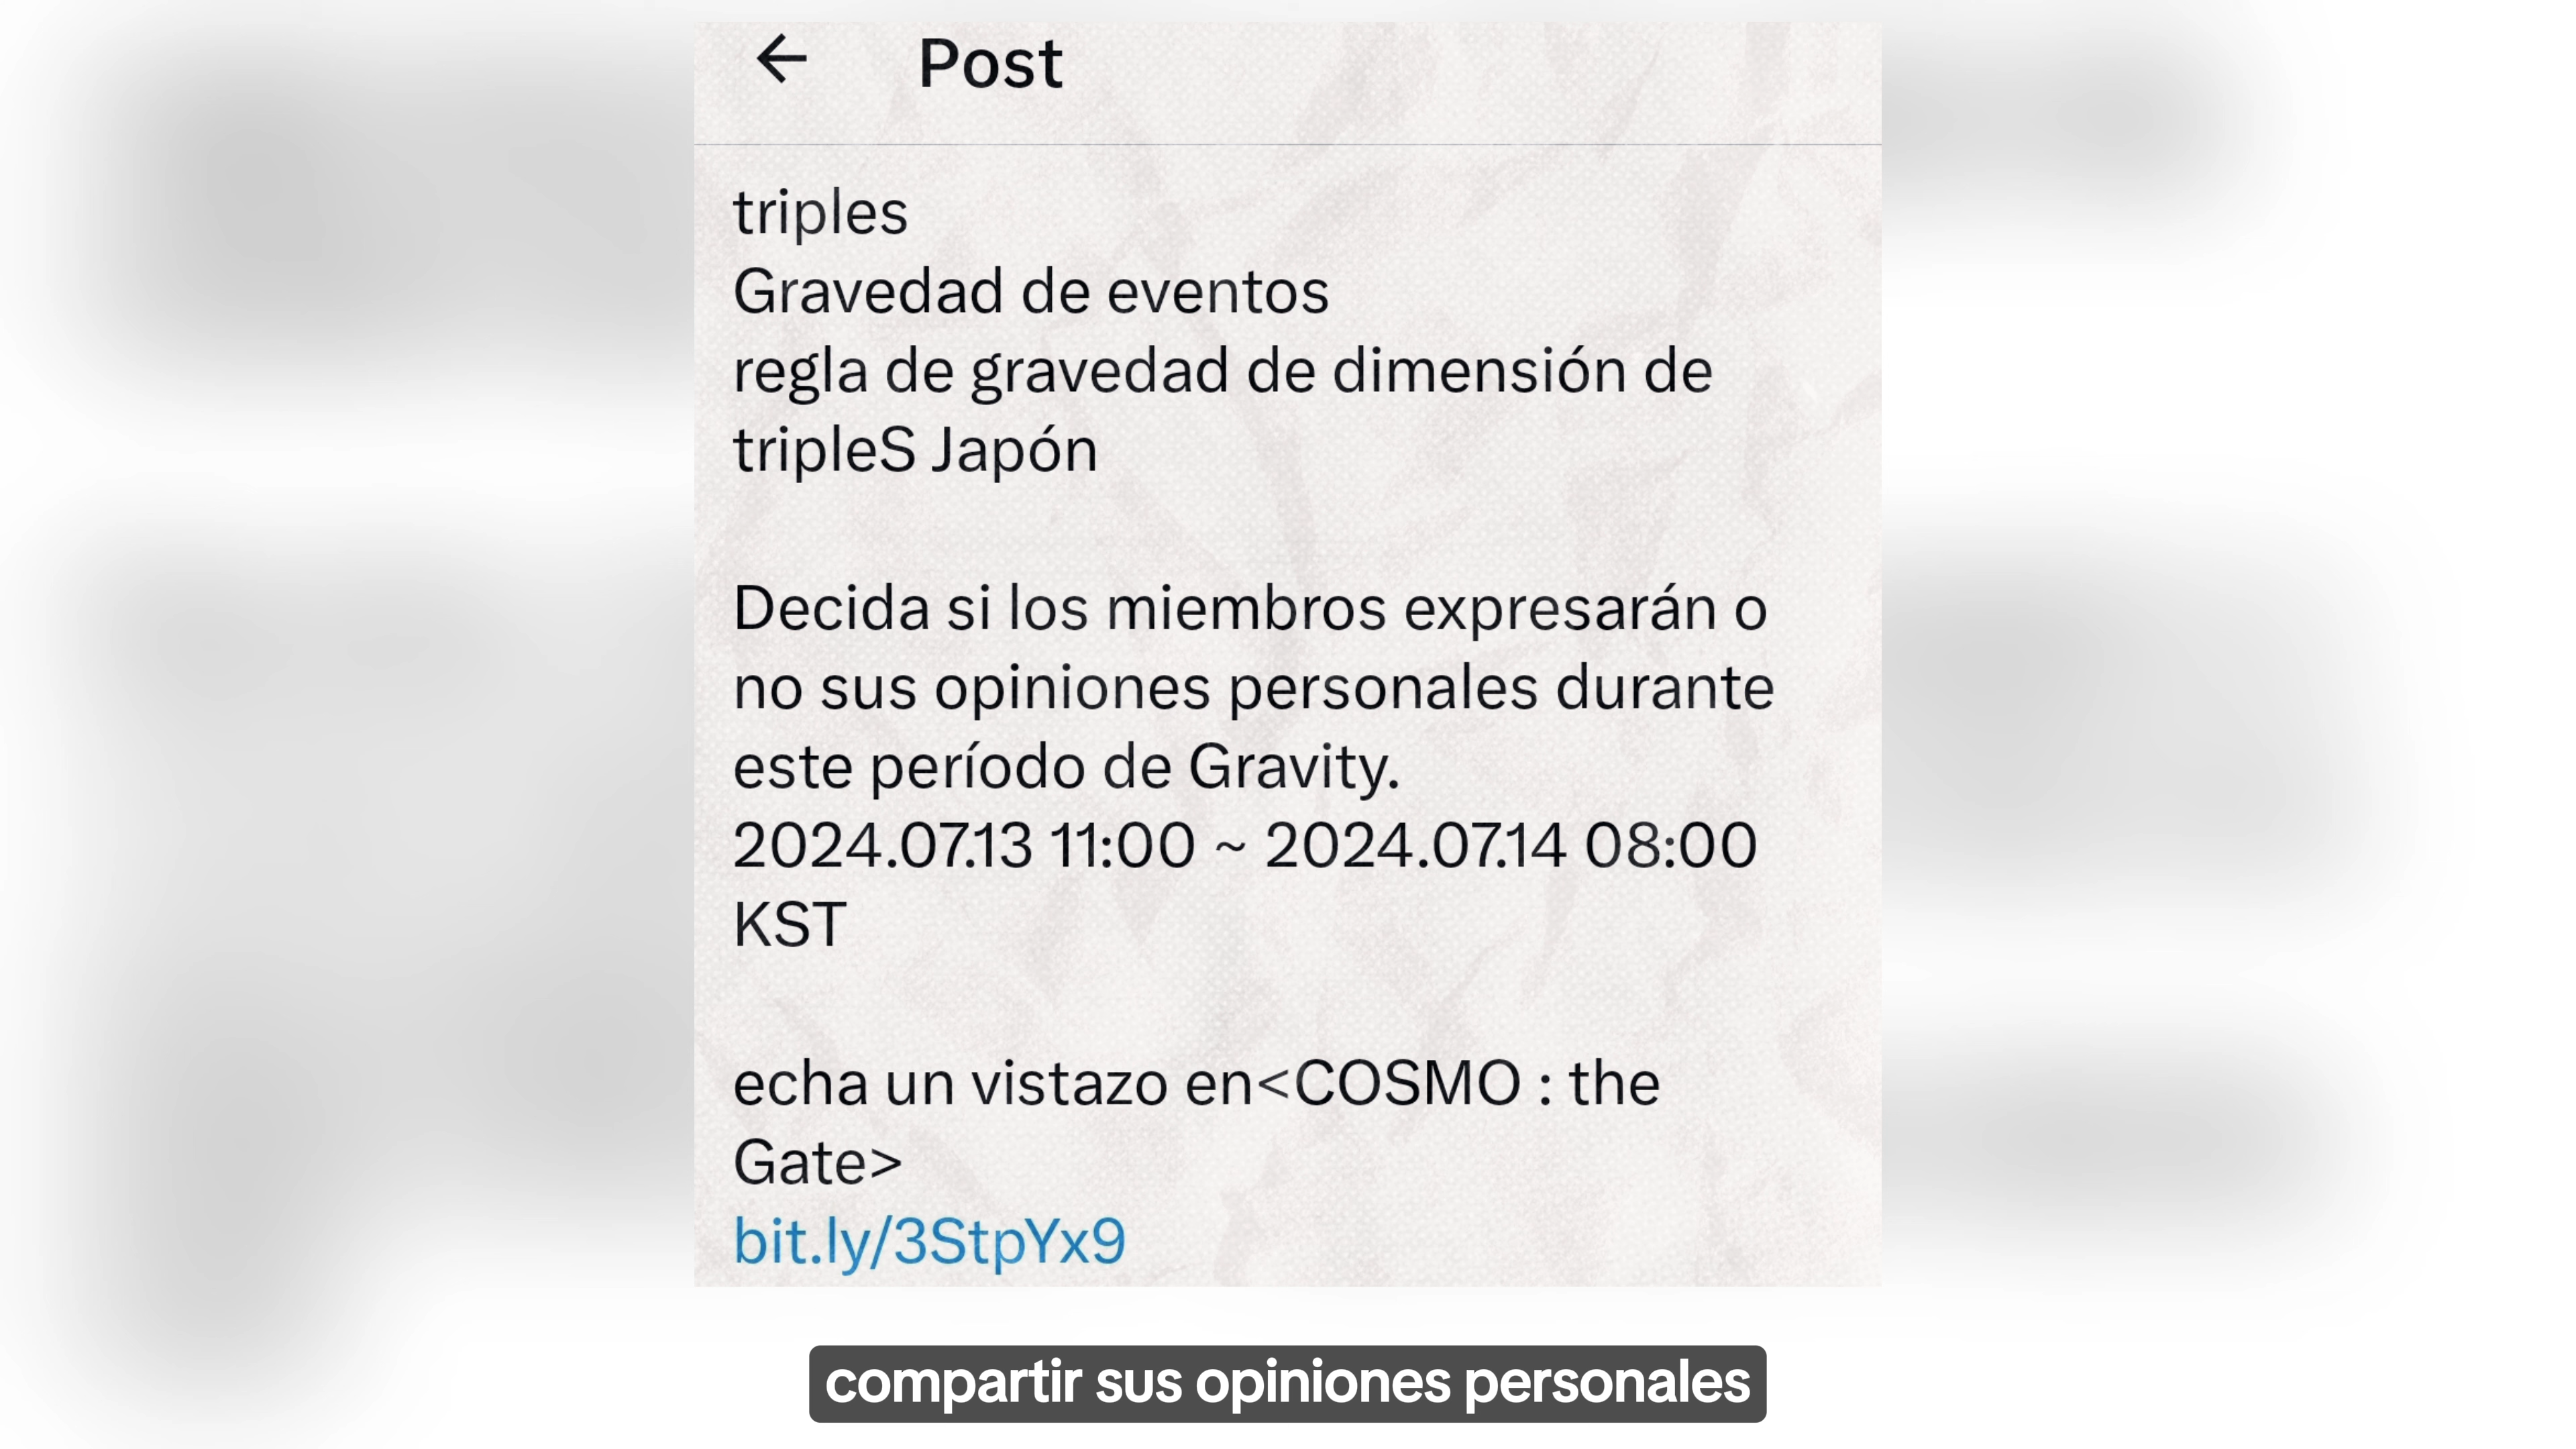 ← Post
triples
Gravedad de eventos
regla de gravedad de dimensión de
tripleS Japón
Decida si los miembros expresarán o
no sus opiniones personales durante
este período de Gravity.
2024.07.13 11:00 ~ 2024.07.14 08:00
KST
echa un vistazo en<COSMO : the
Gate>
bit.ly/3StpYx9
compartir sus opiniones personales